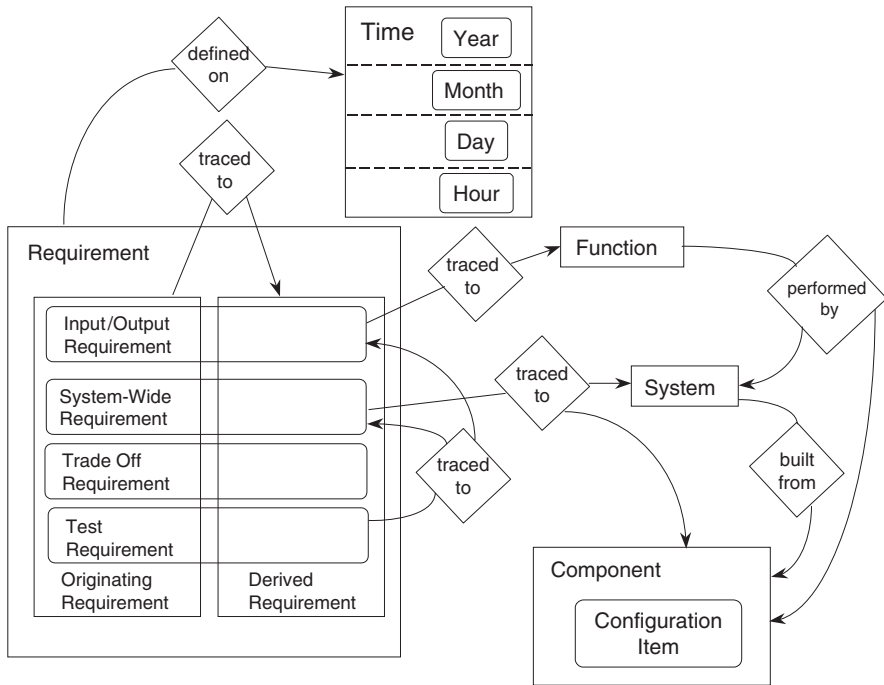 defined
on
Time
Year
Month
Day
Hour
traced
to
Requirement
Input/Output
Requirement
System-Wide
Requirement
Trade Off
Requirement
Test
Requirement
Originating
Requirement
Derived
Requirement
traced
to
Function
performed
by
traced
to
System
traced
to
built
from
Component
Configuration
Item